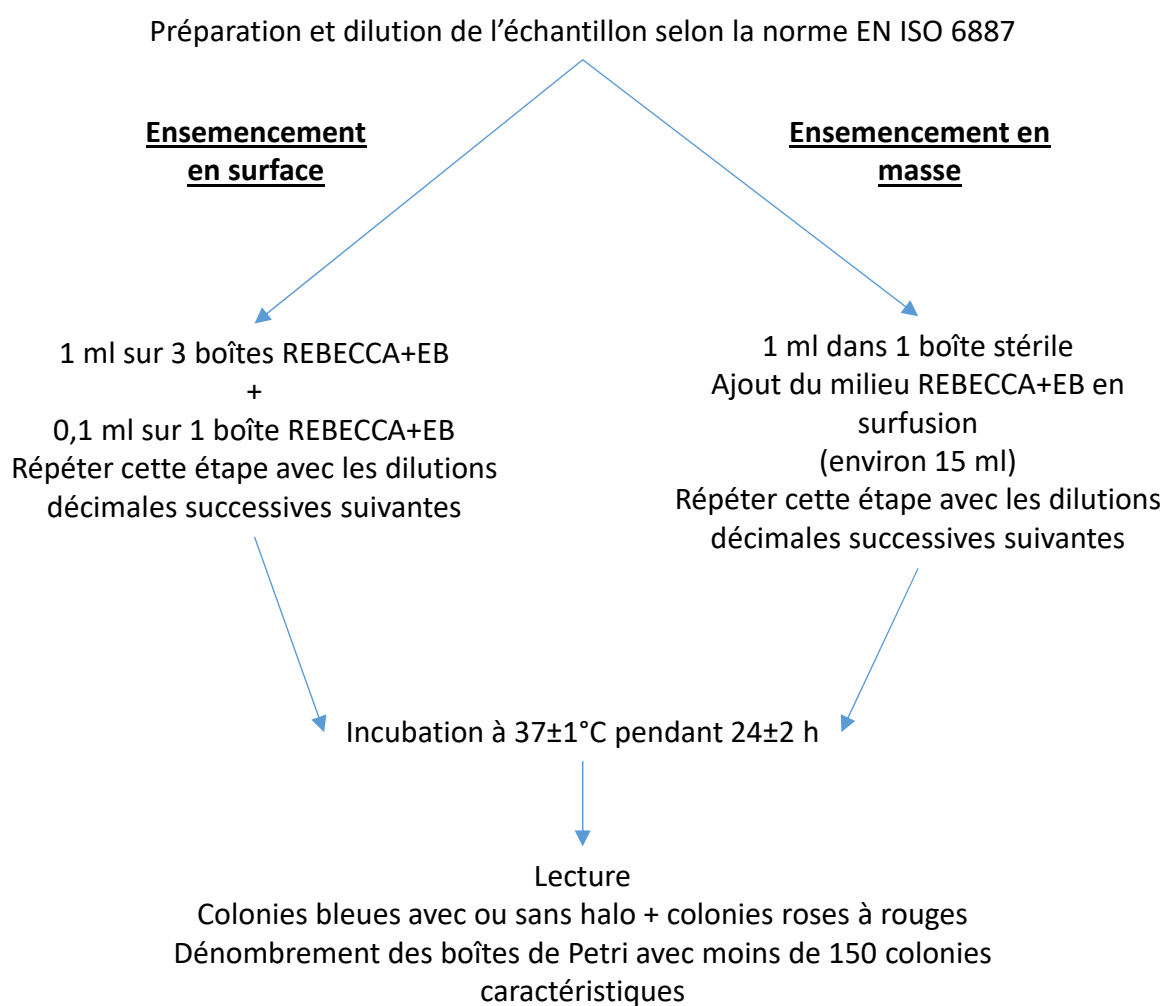 Préparation et dilution de l’échantillon selon la norme EN ISO 6887
Ensemencement
en surface
1 ml sur 3 boîtes REBECCA+EB
+
0,1 ml sur 1 boîte REBECCA+EB
Répéter cette étape avec les dilutions
décimales successives suivantes
Ensemencement en
masse
1 ml dans 1 boîte stérile
Ajout du milieu REBECCA+EB en
surfusion
(environ 15 ml)
Répéter cette étape avec les dilutions
décimales successives suivantes
Incubation à 37±1°C pendant 24±2 h
Lecture
Colonies bleues avec ou sans halo + colonies roses à rouges
Dénombrement des boîtes de Petri avec moins de 150 colonies
caractéristiques